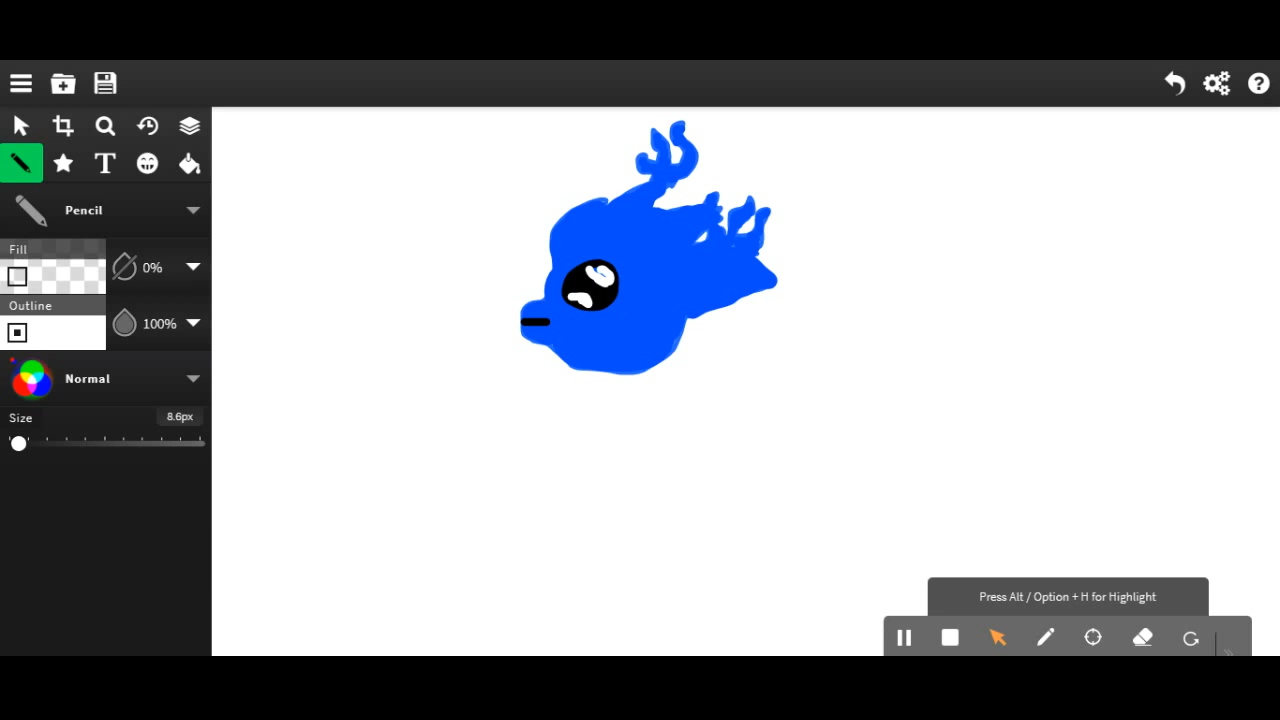 Pencil
Fill
0%
Outline
100%
Normal
Size
8.6px
Press Alt / Option + H for Highlight